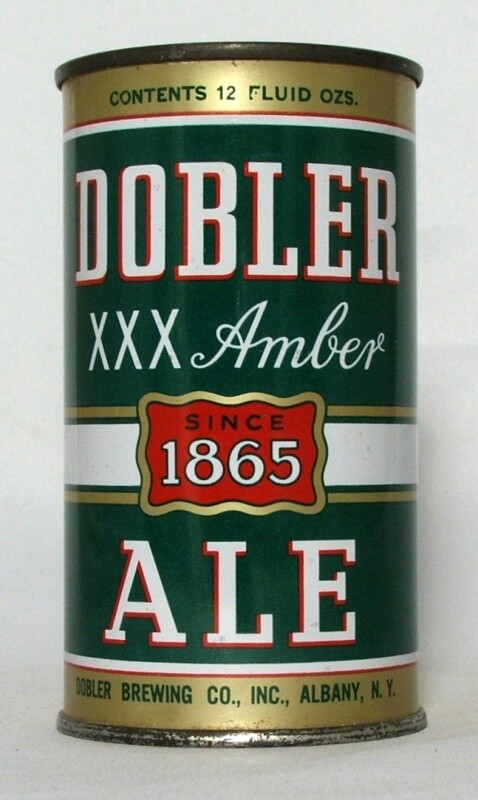 CONTENTS 12 FLUID OZS.
DOBLER
XXX Amber
SINCE
1865
ALE
DOBLER BREWING CO., INC., ALBANY, N. Y.